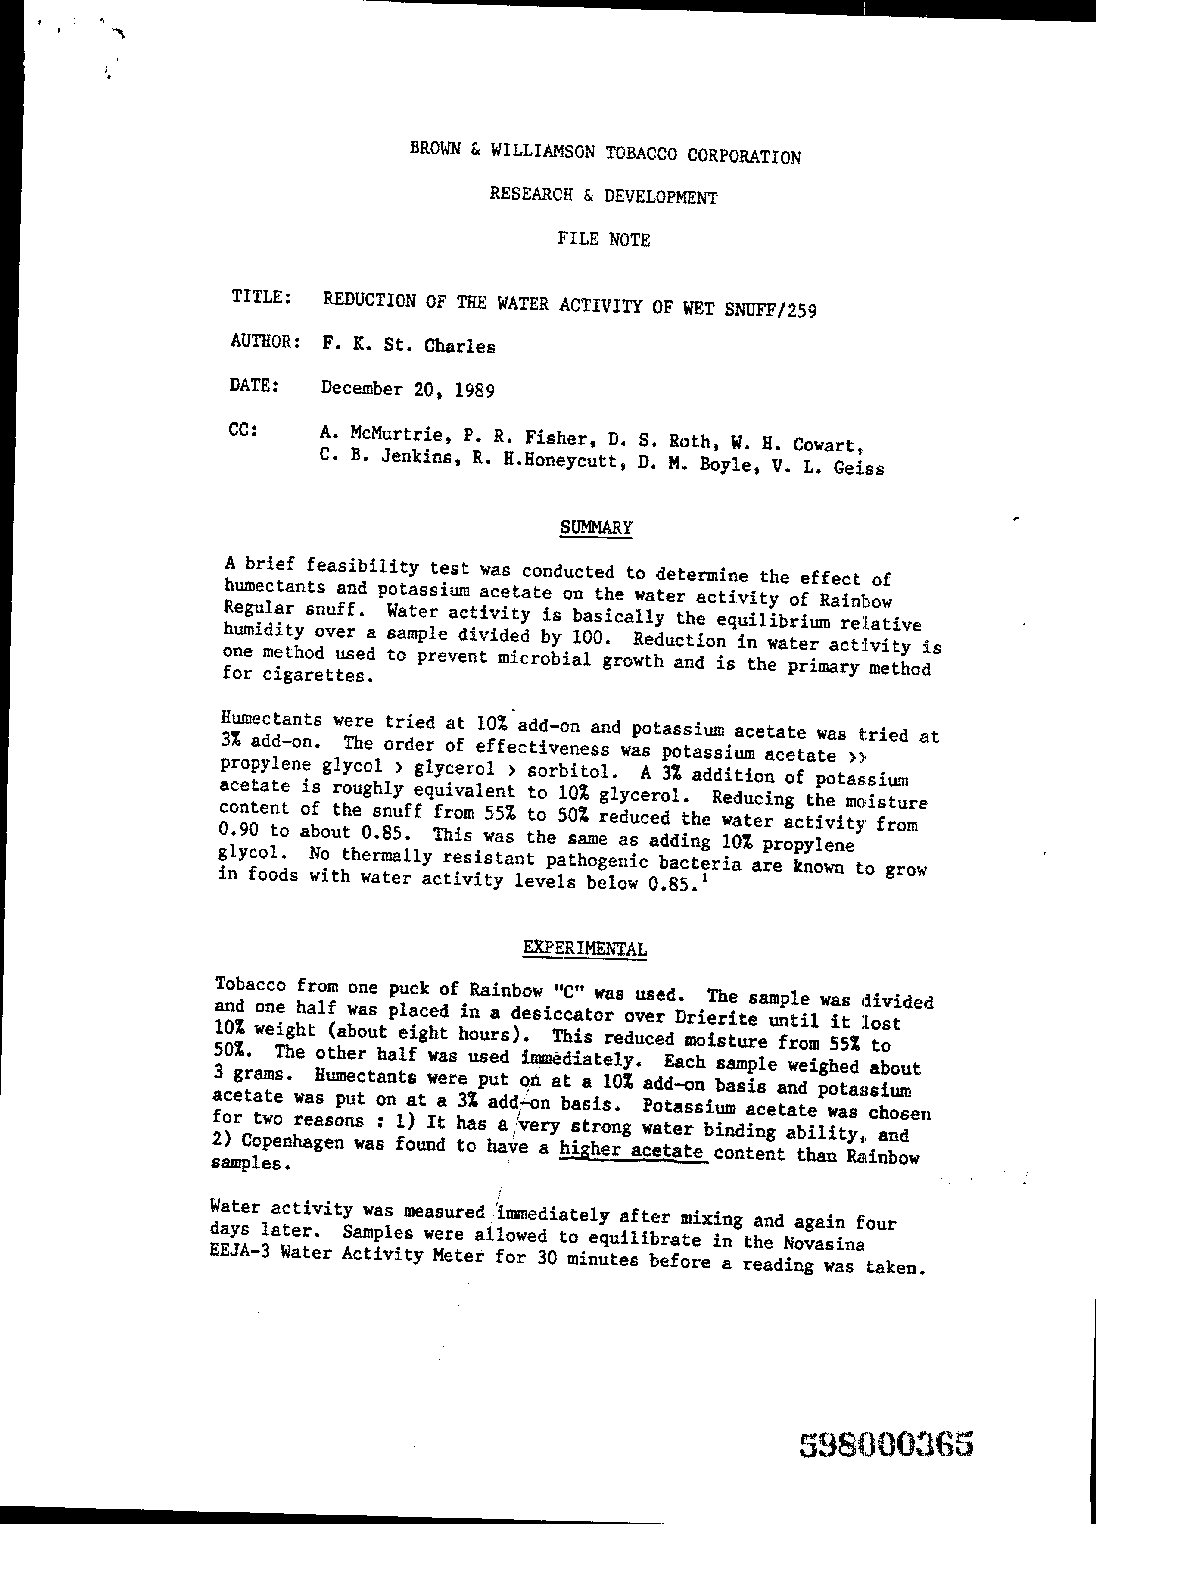 BROWN & WILLIAMSON TOBACCO CORPORATION
RESEARCH & DEVELOPMENT
FILE NOTE
TITLE: REDUCTION OF THE WATER ACTIVITY OF WET SNUFF/259
AUTHOR: F. K. St. Charles
DATE: December 20, 1989
CC: A. McMurtrie, P. R. Fisher, D. S. Roth, W. H. Cowart,
C. B. Jenkins, R. H.Honeycutt, D. M. Boyle, V. L. Geiss
SUMMARY
A brief feasibility test was conducted to determine the effect of
humectants and potassium acetate on the water activity of Rainbow
Regular snuff. Water activity is basically the equilibrium relative
humidity over a sample divided by 100. Reduction in water activity is
one method used to prevent microbial growth and is the primary method
for cigarettes.
Humectants were tried at 10% add-on and potassium acetate was tried at
3% add-on. The order of effectiveness was potassium acetate >>
propylene glycol > glycerol > sorbitol. A 3% addition of potassium
acetate is roughly equivalent to 10% glycerol. Reducing the moisture
content of the snuff from 55% to 50% reduced the water activity from
0.90 to about 0.85. This was the same as adding 10% propylene
glycol. No thermally resistant pathogenic bacteria are known to grow
in foods with water activity levels below 0.85.¹
EXPERIMENTAL
Tobacco from one puck of Rainbow "C" was used. The sample was divided
and one half was placed in a desiccator over Drierite until it lost
10% weight (about eight hours). This reduced moisture from 55% to
50%. The other half was used immediately. Each sample weighed about
3 grams. Humectants were put on at a 10% add-on basis and potassium
acetate was put on at a 3% add-on basis. Potassium acetate was chosen
for two reasons : 1) It has a very strong water binding ability, and
2) Copenhagen was found to have a higher acetate content than Rainbow
samples.
Water activity was measured immediately after mixing and again four
days later. Samples were allowed to equilibrate in the Novasina
EEJA-3 Water Activity Meter for 30 minutes before a reading was taken.
598000365